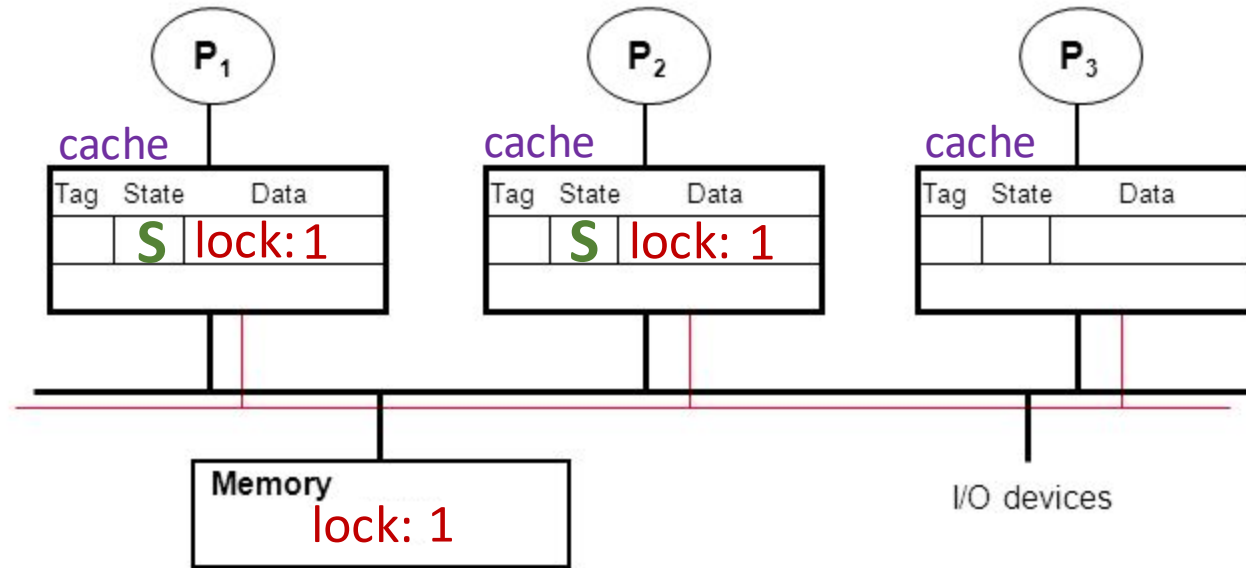 P1 P2 P3
cache cache cache
Tag State Data Tag State Data Tag State Data
S lock: 1 S lock: 1
Memory
lock: 1
I/O devices